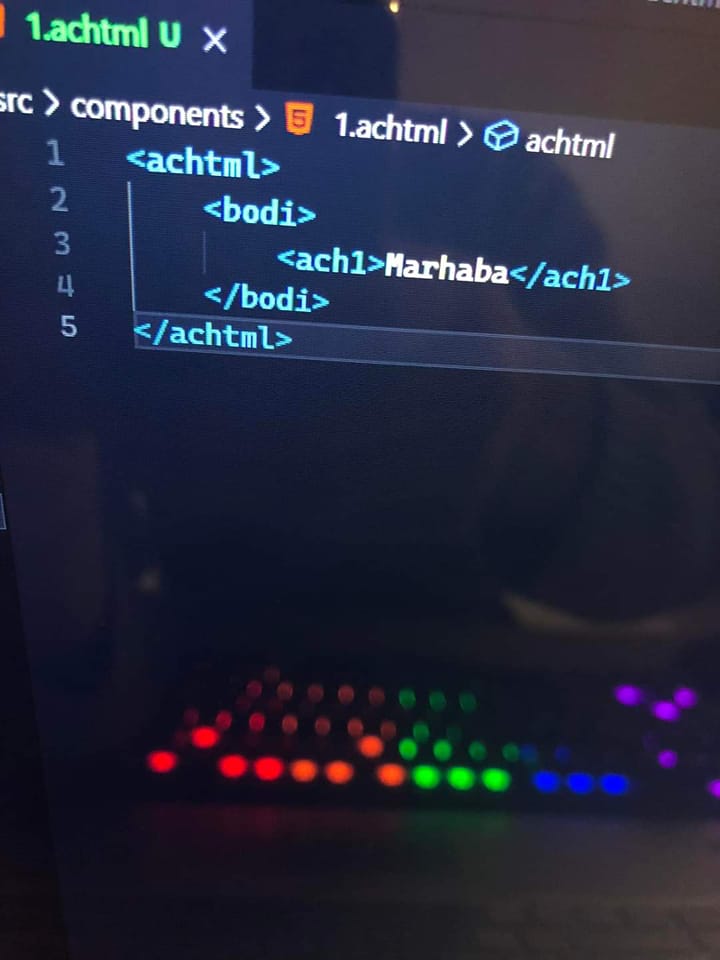 1.achtml U ×
src > components > 1.achtml > achtml
1 <achtml>
2 <bodi>
3 <ach1>Marhaba</ach1>
4 </bodi>
5 </achtml>